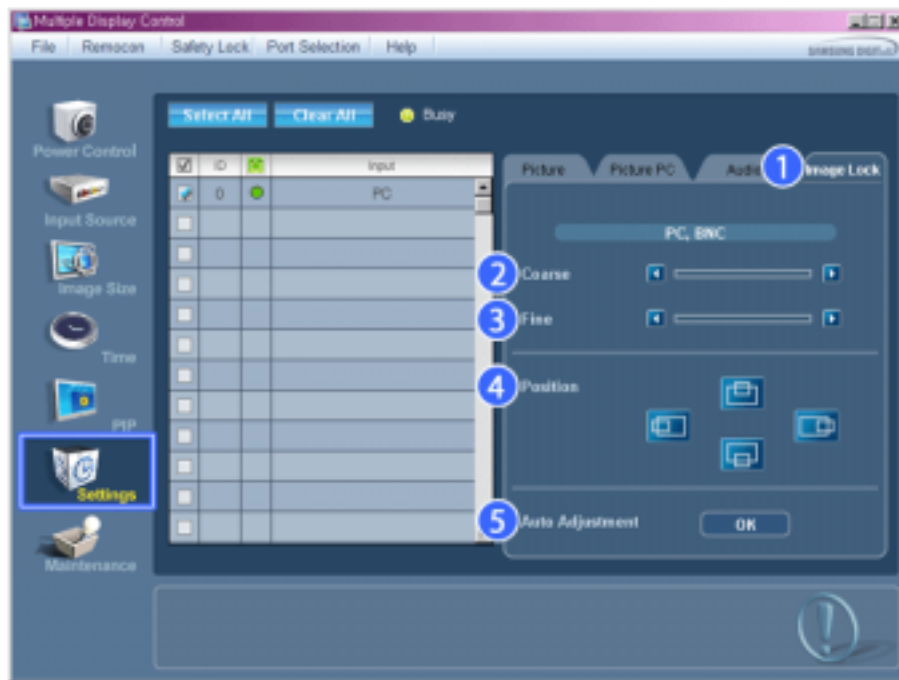 Multiple Display Control
File Remocon Safety Lock Port Selection Help
SAMSUNG DIGITall
Select All Clear All Busy
Power Control
Input Source
Image Size
Time
PIP
Settings
Maintenance
ID Input
0 PC
Picture Picture PC Audio 1 Image Lock
PC, BNC
2 Coarse
3 Fine
4 Position
5 Auto Adjustment OK